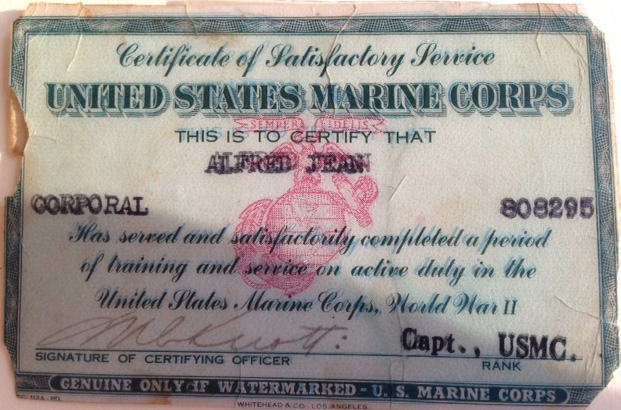 Certificate of Satisfactory Service
UNITED STATES MARINE CORPS
SEMPER FIDELIS
THIS IS TO CERTIFY THAT
ALFRED JEAN
CORPORAL 808295
Has served and satisfactorily completed a period
of training and service on active duty in the
United States Marine Corps, World War II
Capt., USMC.
SIGNATURE OF CERTIFYING OFFICER RANK
GENUINE ONLY IF WATERMARKED - U. S. MARINE CORPS
WHITEHEAD & CO. LOS ANGELES